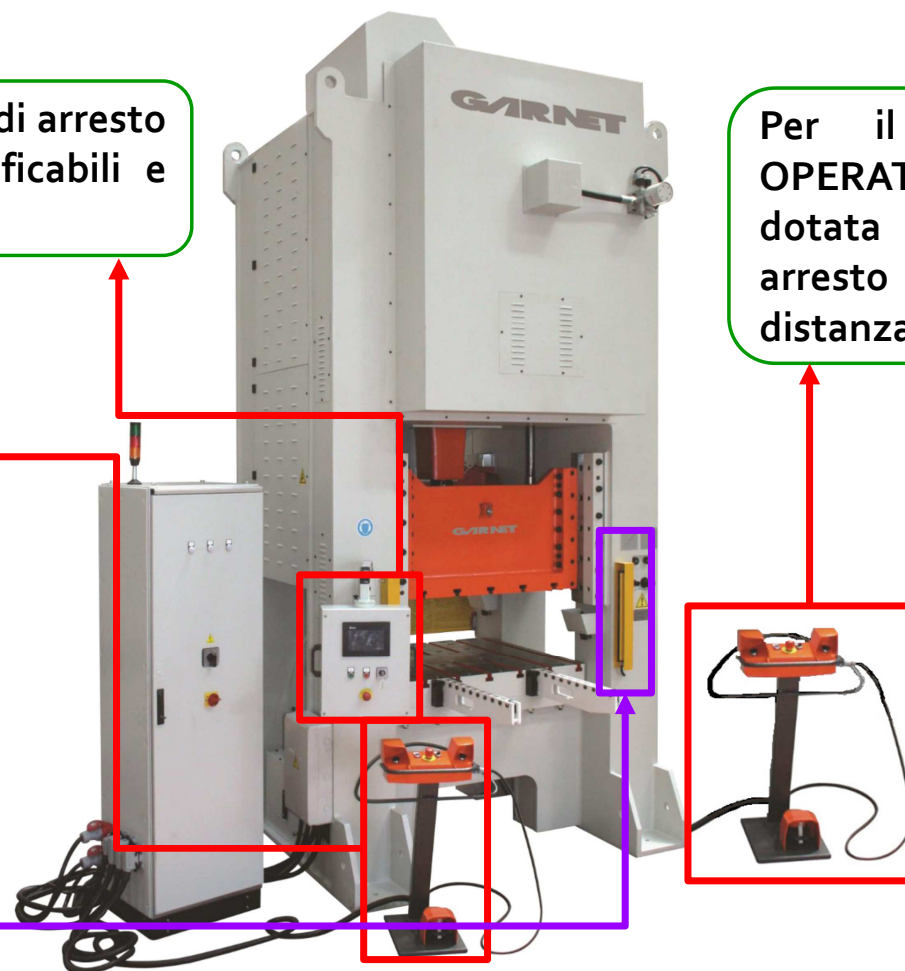 di arresto
ficabili e
Per il
OPERAT
dotata
arresto
distanza
GARNET
GARNET